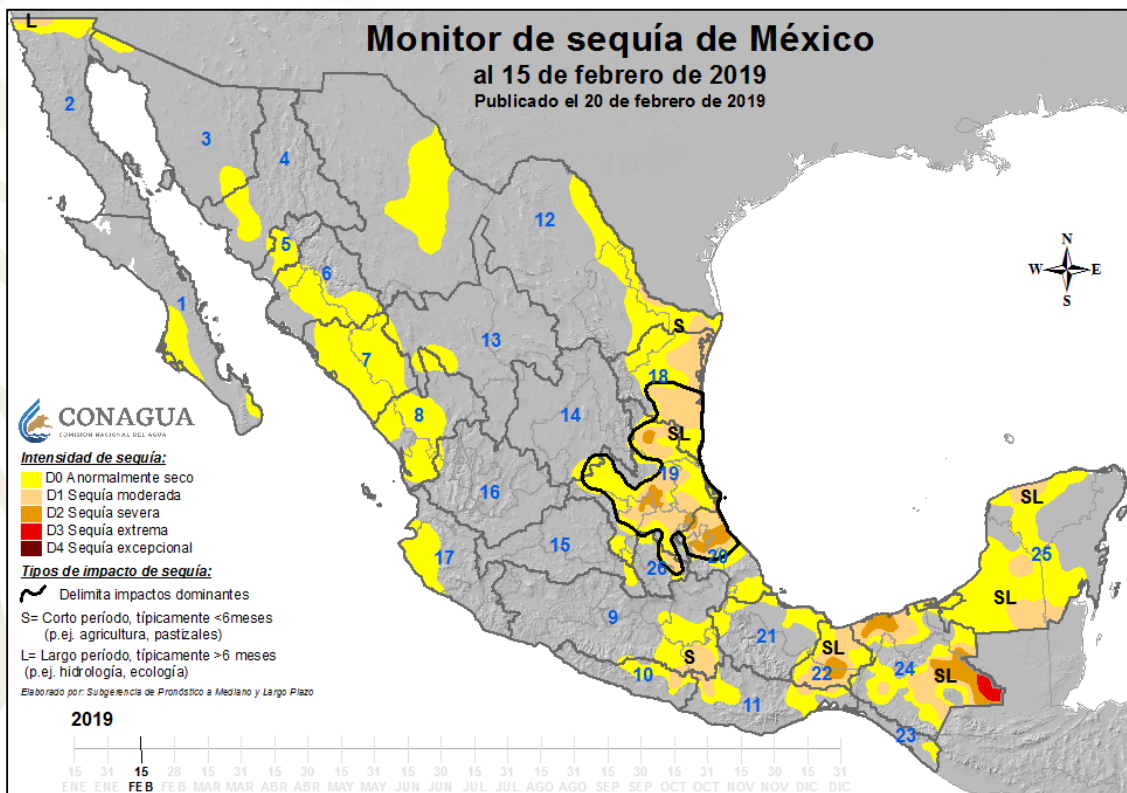 Monitor de sequía de México
al 15 de febrero de 2019
Publicado el 20 de febrero de 2019
L
2
3
4
12
5
6
1
N
W E
S
13
S
7
18
8
14
SL
19
16
SL
25
17
15
20
26
SL
9
21
SL
S
22
24
SL
10
11
23
CONAGUA
COMISIÓN NACIONAL DEL AGUA
Intensidad de sequía:
D0 Anormalmente seco
D1 Sequía moderada
D2 Sequía severa
D3 Sequía extrema
D4 Sequía excepcional
Tipos de impacto de sequía:
Delimita impactos dominantes
S= Corto período, típicamente <6meses
(p.ej. agricultura, pastizales)
L= Largo período, típicamente >6 meses
(p.ej. hidrología, ecología)
Elaborado por: Subgerencia de Pronóstico a Mediano y Largo Plazo
2019
15 31 15 28 15 31 15 30 15 31 15 30 15 31 15 31 15 30 15 31 15 30 15 31
ENE ENE FEB FEB MAR MAR ABR ABR MAY MAY JUN JUN JUL JUL AGO AGO SEP SEP OCT OCT NOV NOV DIC DIC